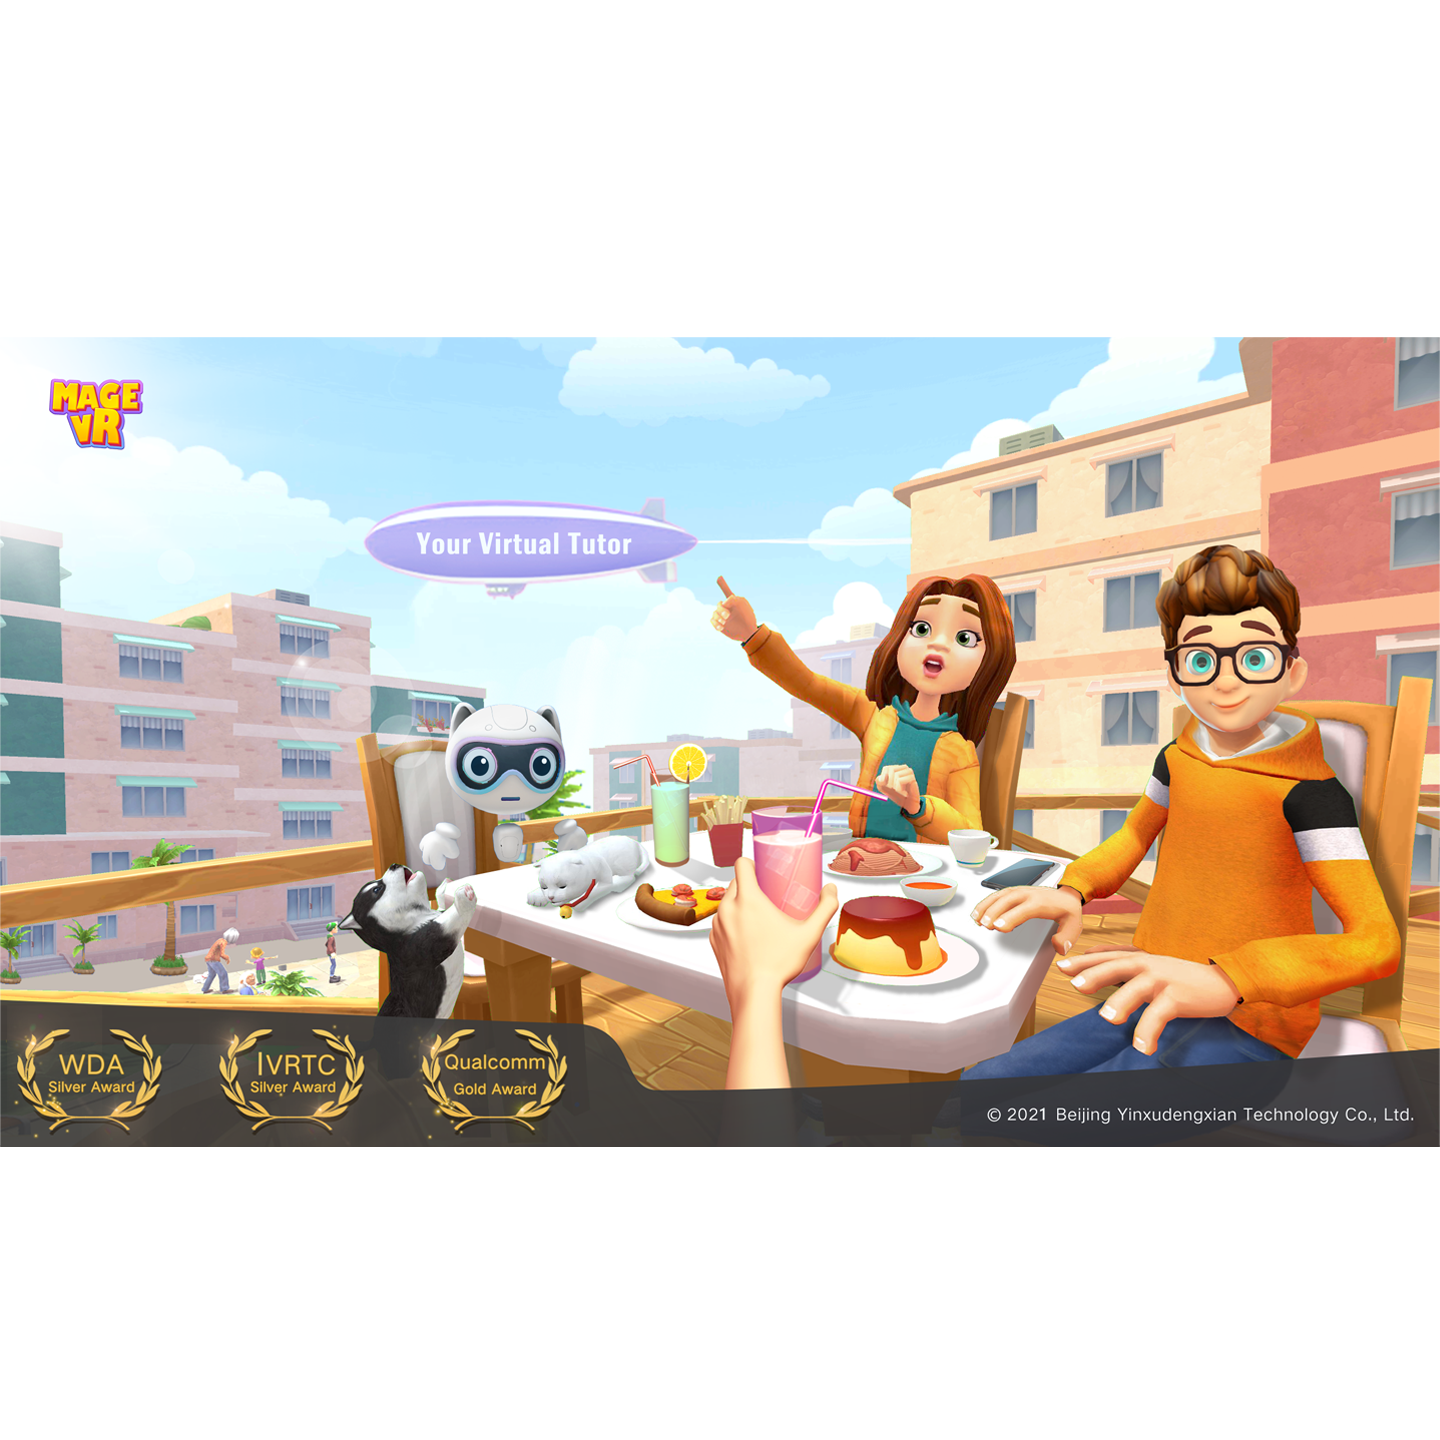 MAGE
VR
Your Virtual Tutor
WDA
Silver Award
IVRTC
Silver Award
Qualcomm
Gold Award
© 2021 Beijing Yinxudengxian Technology Co., Ltd.